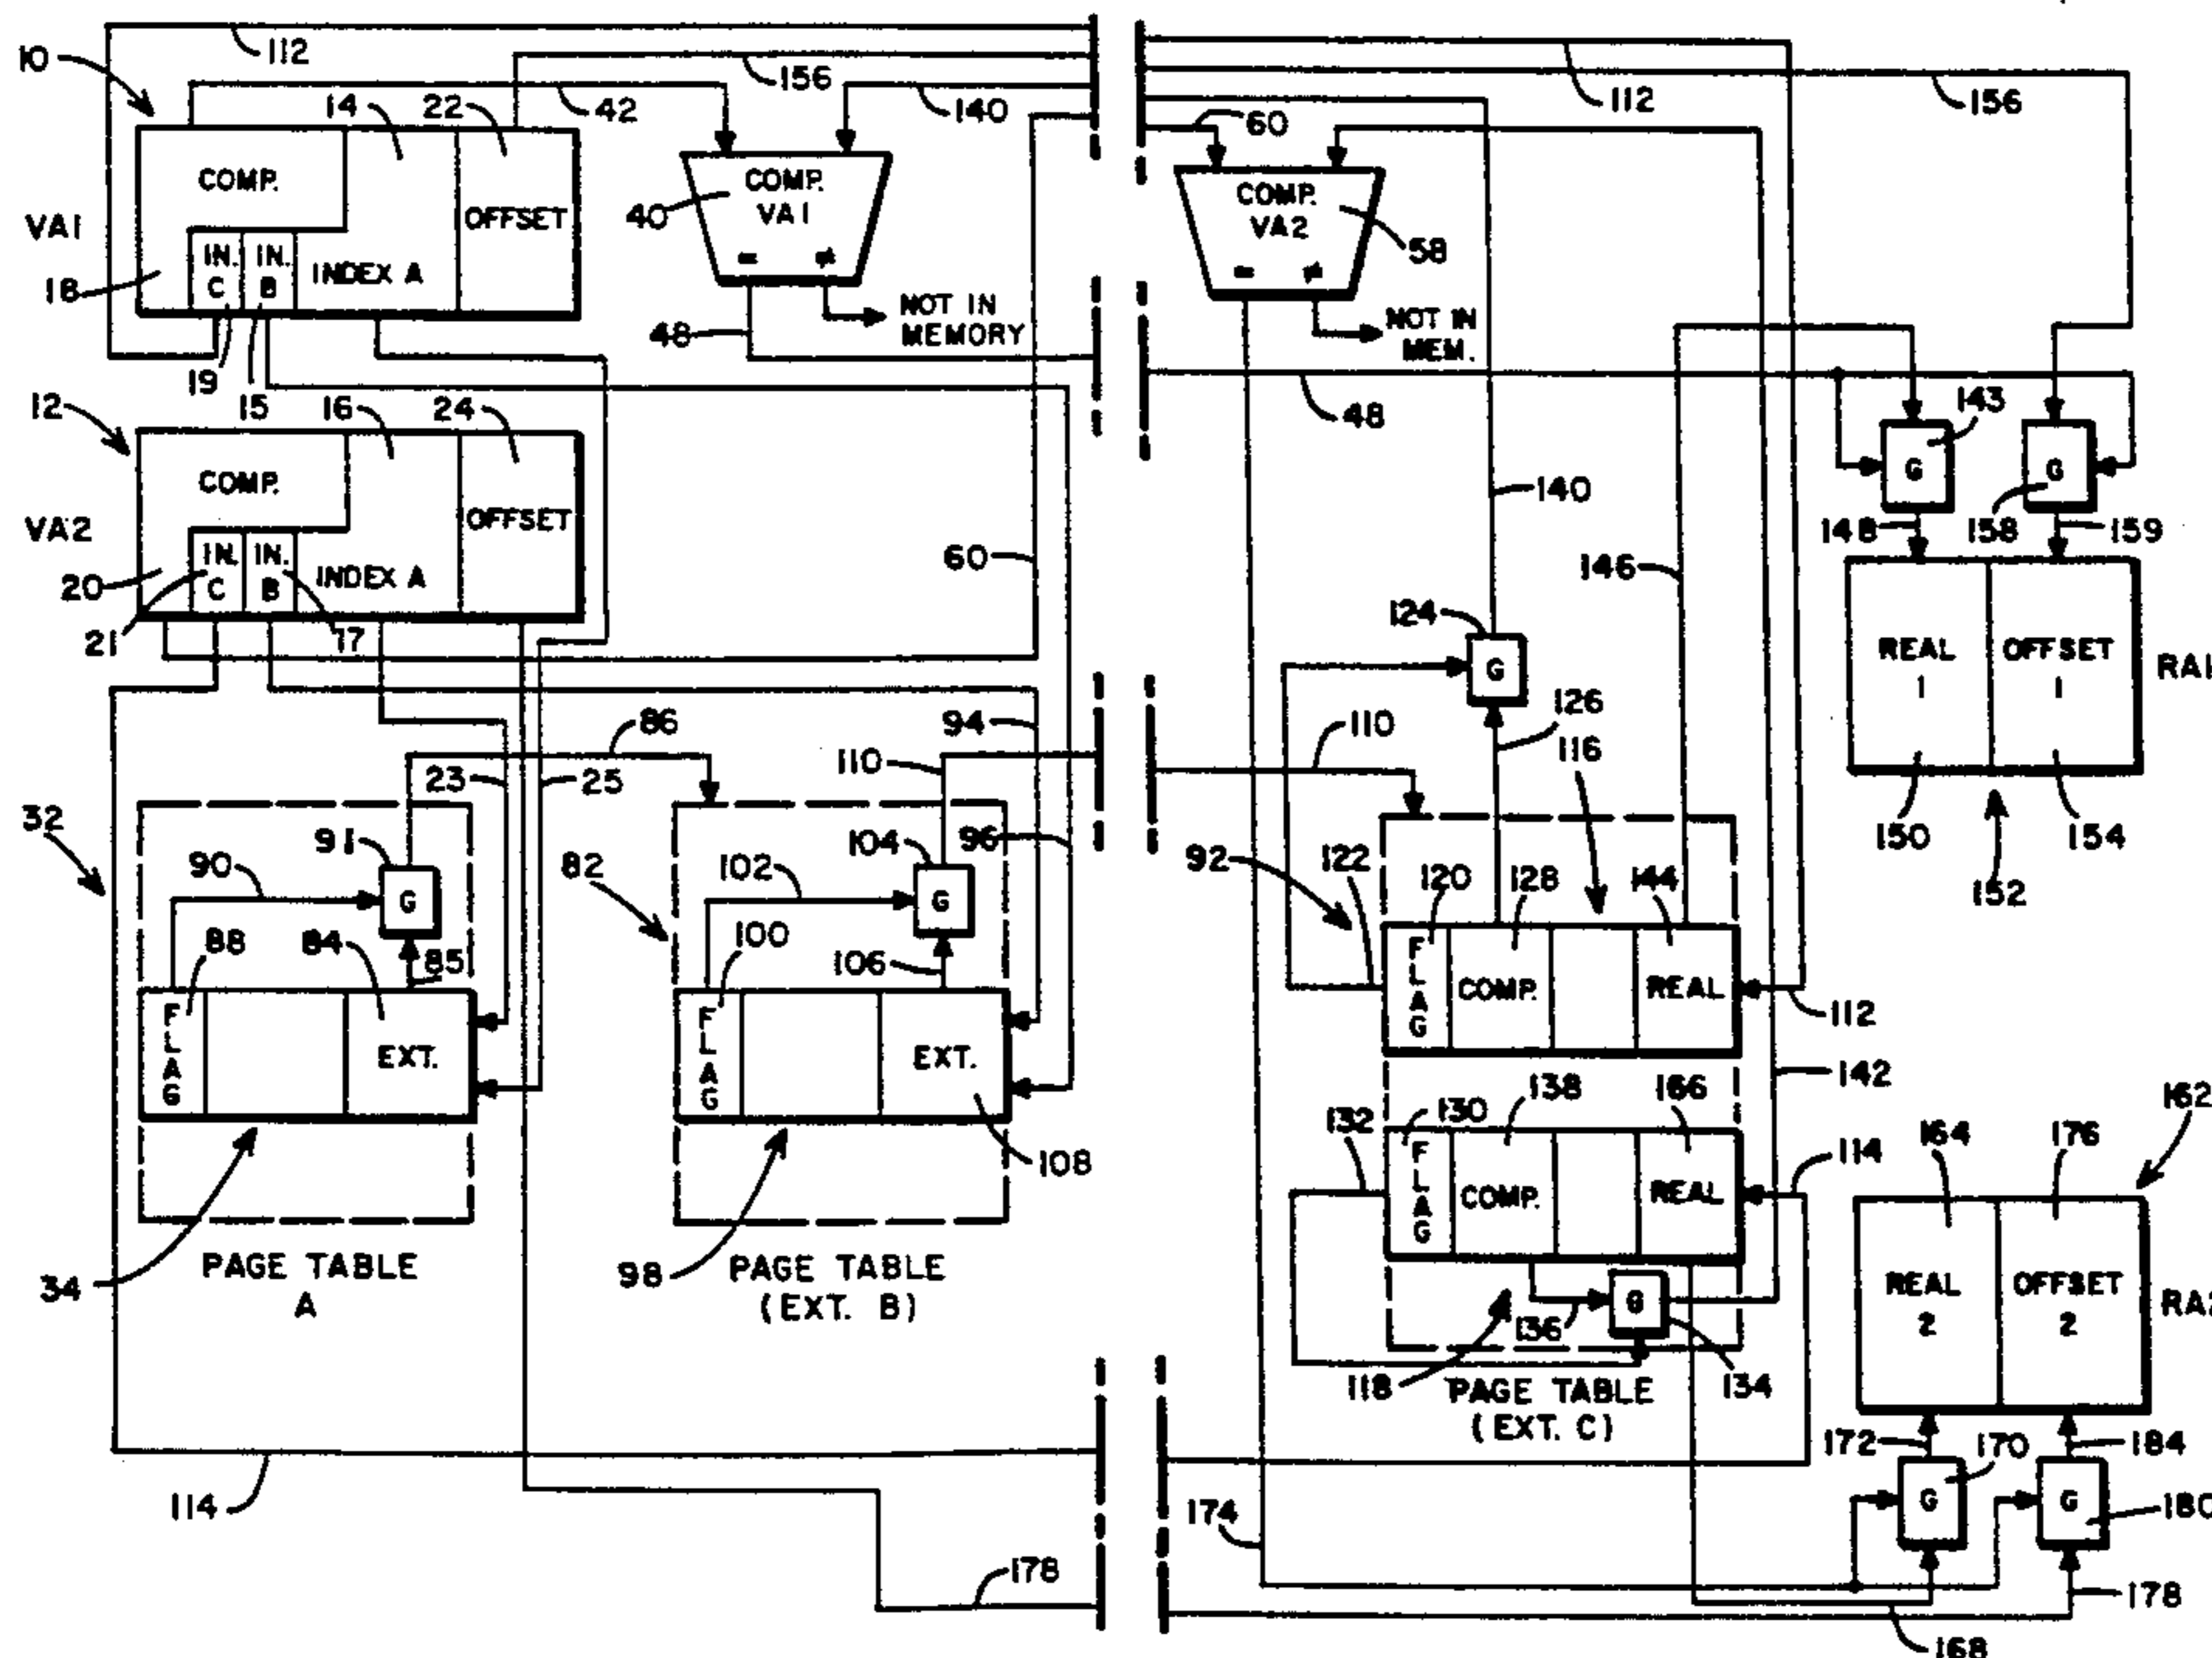 112
10
156
42
14
22
140
112
156
60
COMP.
COMP.
VA1
40
COMP.
VA2
58
VA1
OFFSET
= ≠
= ≠
IN. C
IN. B
INDEX A
18
NOT IN
MEMORY
NOT IN
MEM.
48
19
15
48
143
12
16
24
COMP.
G
G
140
VA2
OFFSET
148
158
159
IN. C
IN. B
INDEX A
60
146
20
21
17
124
G
REAL
1
OFFSET
1
RA1
86
94
126
116
110
110
23
25
150
154
32
91
104
96
90
102
82
92
122
120
128
144
152
G
G
88
84
85
100
106
FLAG
COMP.
REAL
112
FLAG
EXT.
FLAG
EXT.
142
132
130
138
166
162
108
164
176
114
FLAG
COMP.
REAL
34
PAGE TABLE
A
98
PAGE TABLE
(EXT. B)
136
G
REAL
2
OFFSET
2
RA2
118
PAGE TABLE
(EXT. C)
134
172
170
184
114
174
G
G
180
178
178
168